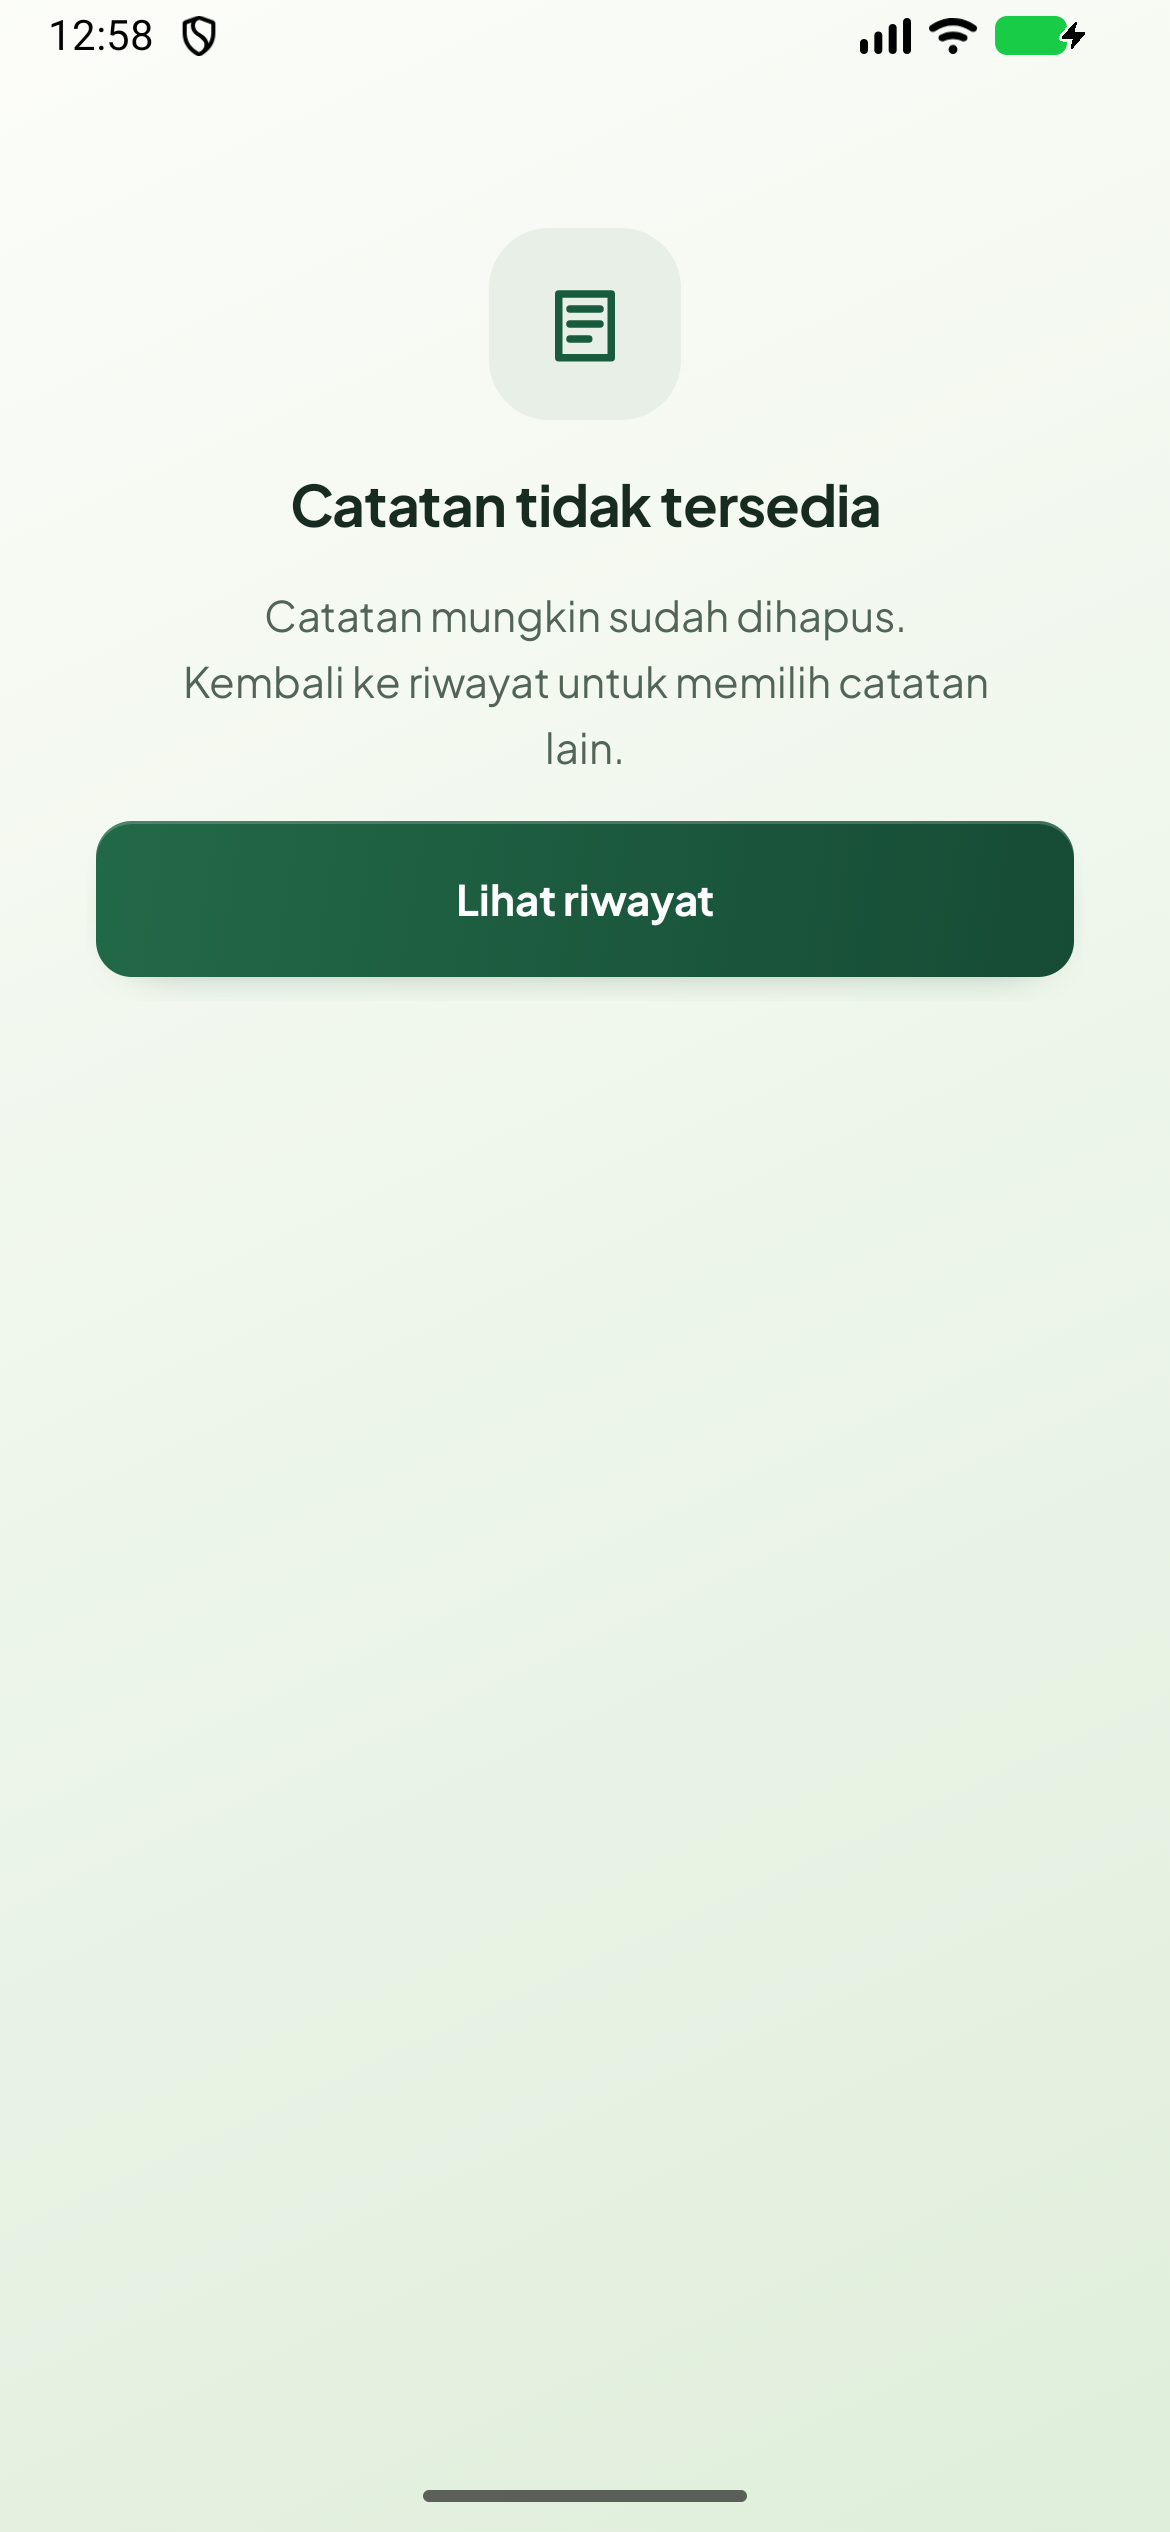 12:58
Catatan tidak tersedia
Catatan mungkin sudah dihapus.
Kembali ke riwayat untuk memilih catatan
lain.
Lihat riwayat